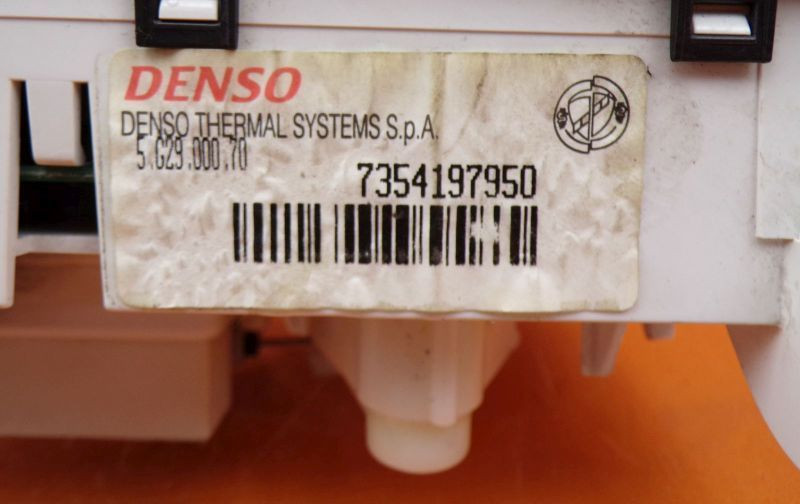 DENSO
DENSO THERMAL SYSTEMS S.p.A.
5.G29.000.70
7354197950